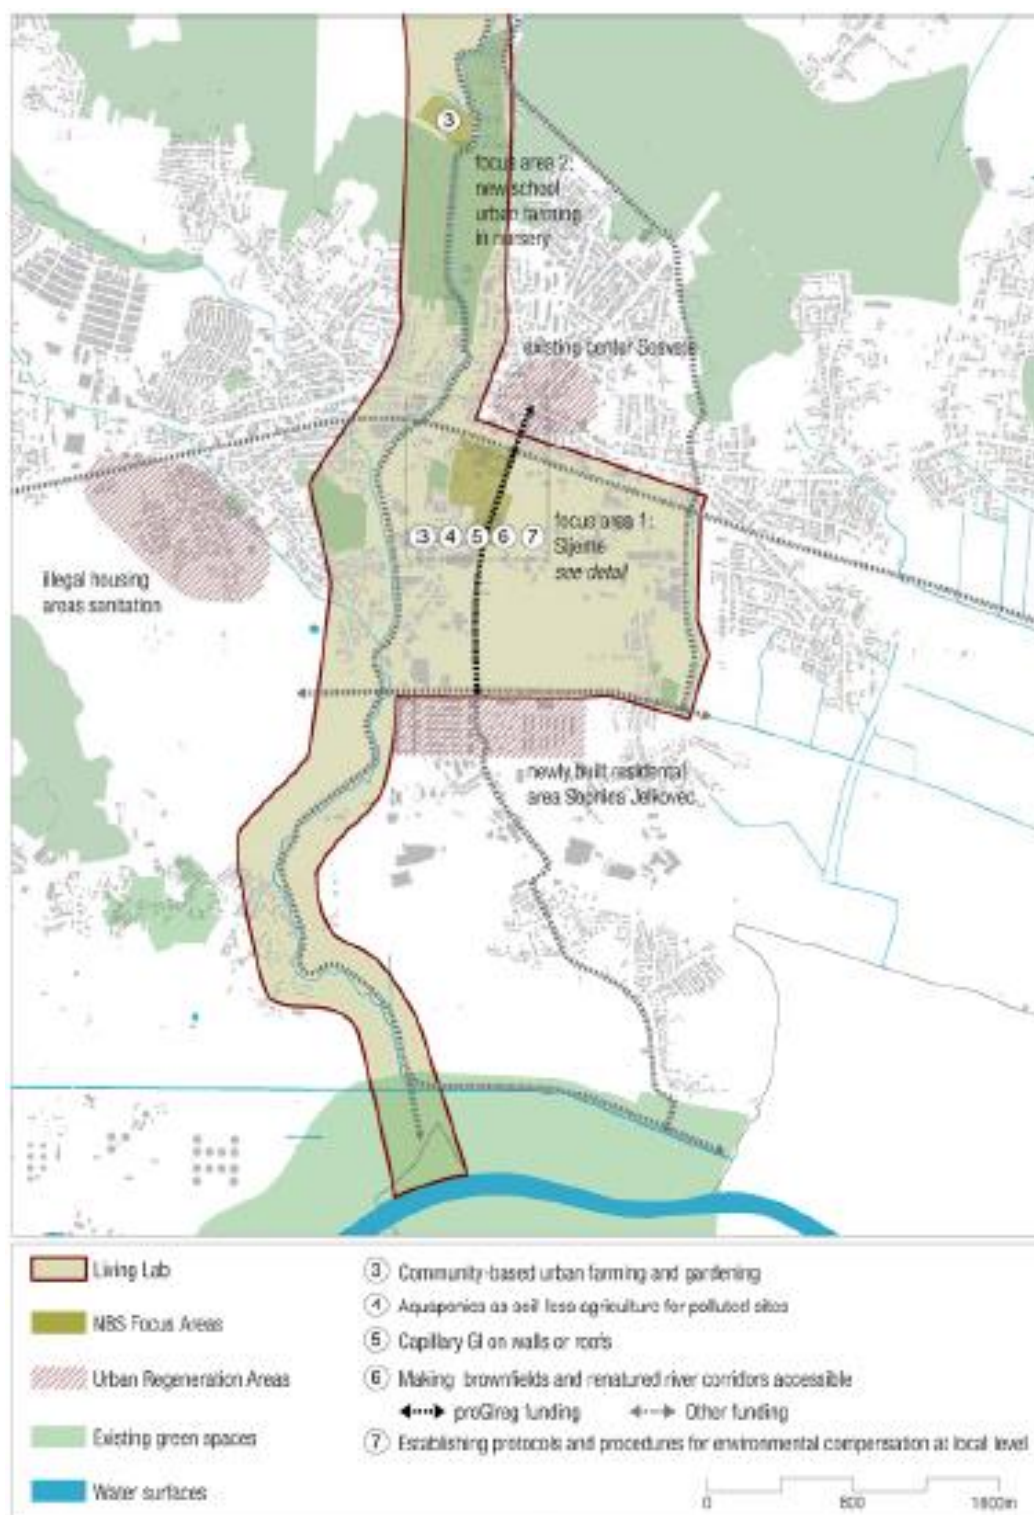 3
focus area 2:
new school
urban farming
in nursery
existing center Sesvete
3 4 5 6 7
focus area 1:
Sljeme
see detail
illegal housing
areas sanitation
newly built residental
area Sopnica Jelkovec
Living Lab
NBS Focus Areas
Urban Regeneration Areas
Existing green spaces
Water surfaces
3 Community-based urban farming and gardening
4 Aquaponics as soil less agriculture for polluted sites
5 Capillary GI on walls or roofs
6 Making brownfields and renatured river corridors accessible
proGIreg funding
Other funding
7 Establishing protocols and procedures for environmental compensation at local level
0 800 1600m